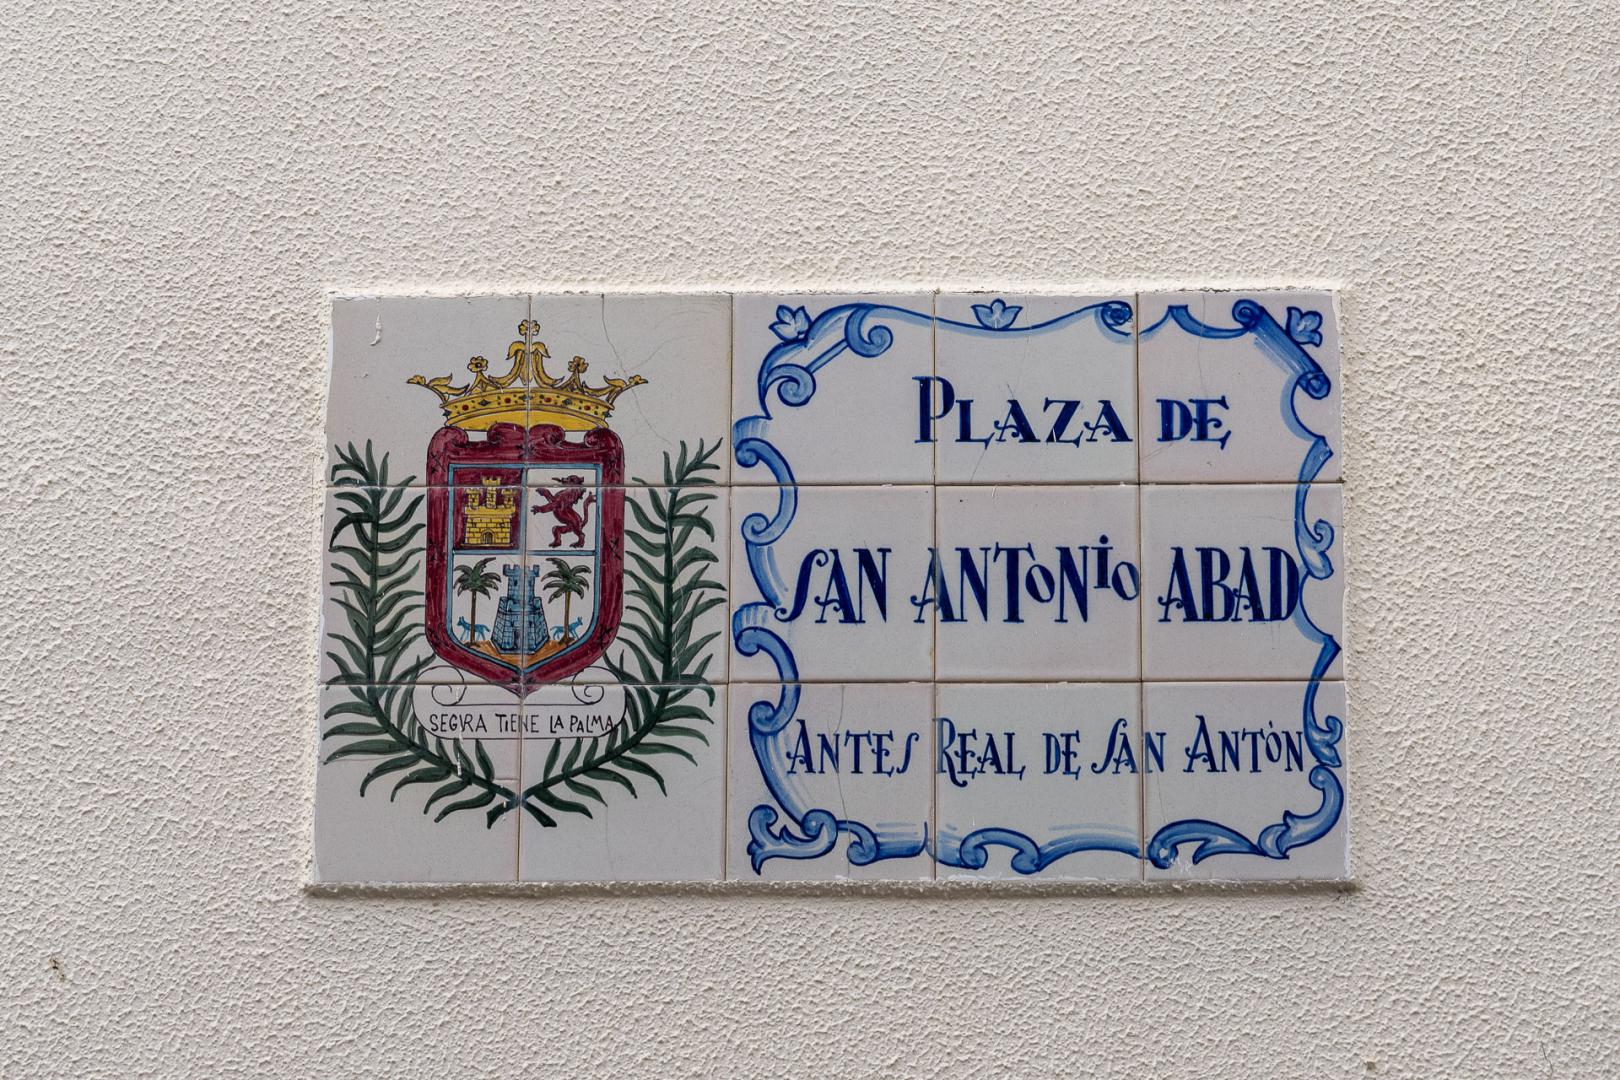 SEGVRA TIENE LA PALMA
PLAZA DE
SAN ANTONIO ABAD
ANTES REAL DE SAN ANTÓN